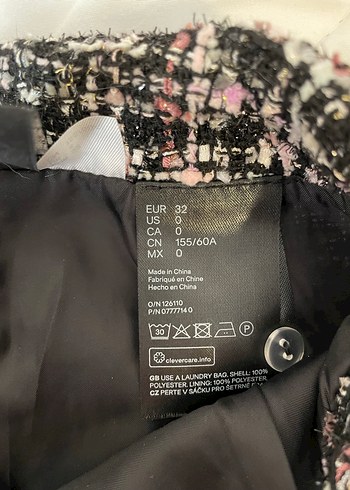 EUR 32
US 0
CA 0
CN 155/60A
MX 0
Made in China
Fabriqué en Chine
Hecho en China
O/N 126110
P/N 0777714 0
30 P
clevercare.info
GB USE A LAUNDRY BAG. SHELL: 100%
POLYESTER. LINING: 100% POLYESTER.
CZ PERTE V SÁČKU PRO ŠETRNÉ